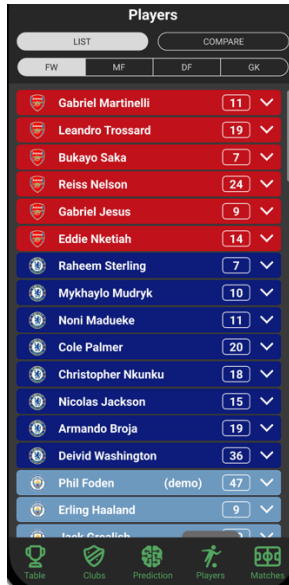 Players
LIST COMPARE
FW MF DF GK
Gabriel Martinelli 11
Leandro Trossard 19
Bukayo Saka 7
Reiss Nelson 24
Gabriel Jesus 9
Eddie Nketiah 14
Raheem Sterling 7
Mykhaylo Mudryk 10
Noni Madueke 11
Cole Palmer 20
Christopher Nkunku 18
Nicolas Jackson 15
Armando Broja 19
Deivid Washington 36
Phil Foden (demo) 47
Erling Haaland 9
Jack Grealish
Table Clubs Prediction Players Matches